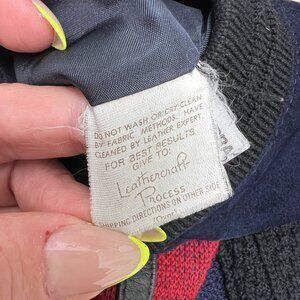 DO NOT WASH OR DRY CLEAN
BY FABRIC METHODS. HAVE
CLEANED BY LEATHER EXPERT.
FOR BEST RESULTS
GIVE TO:
Leathercraft
Process
SHIPPING DIRECTIONS ON OTHER SIDE